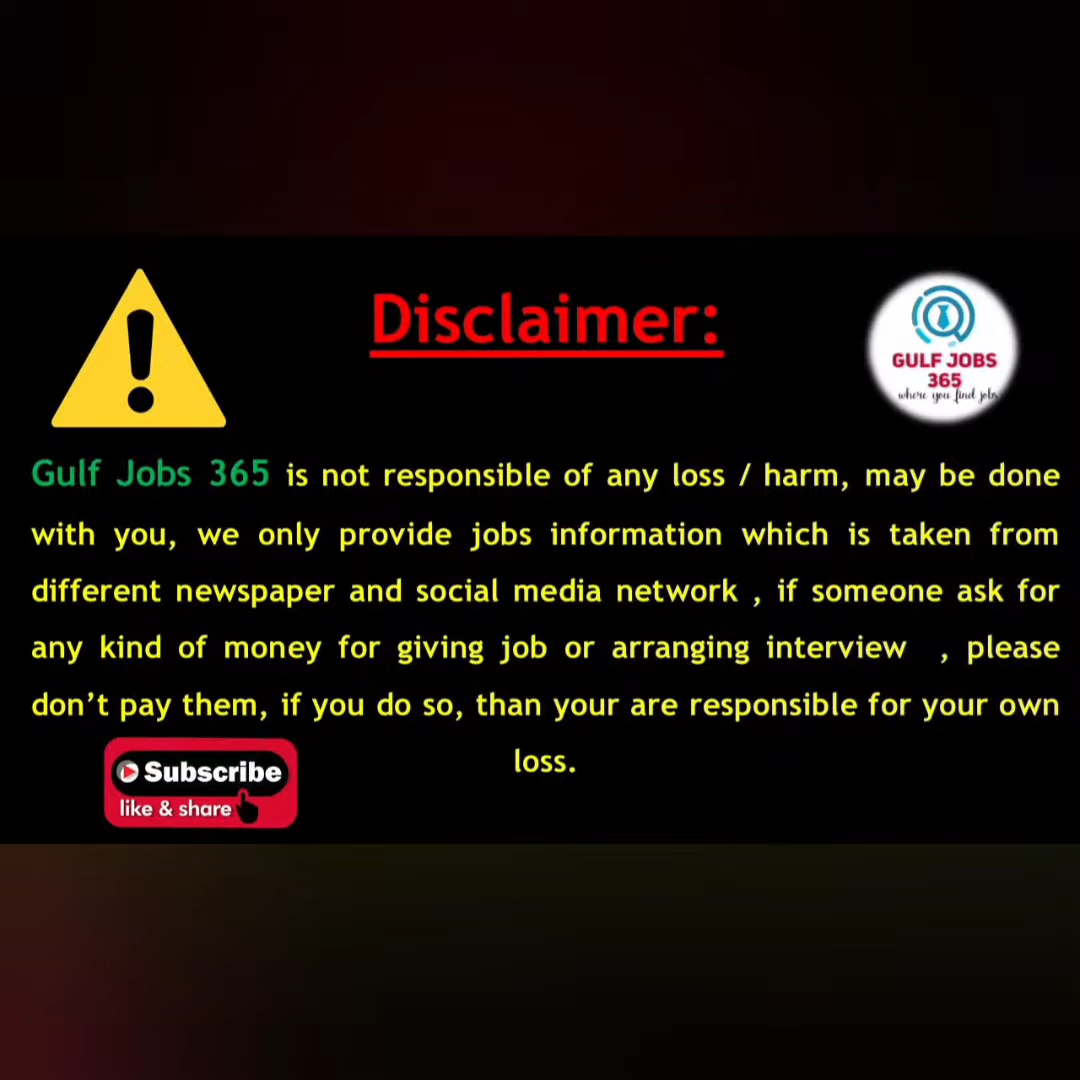 Disclaimer:
GULF JOBS
365
where you find jobs
Gulf Jobs 365 is not responsible of any loss / harm, may be done
with you, we only provide jobs information which is taken from
different newspaper and social media network , if someone ask for
any kind of money for giving job or arranging interview , please
don’t pay them, if you do so, than your are responsible for your own
loss.
Subscribe
like & share